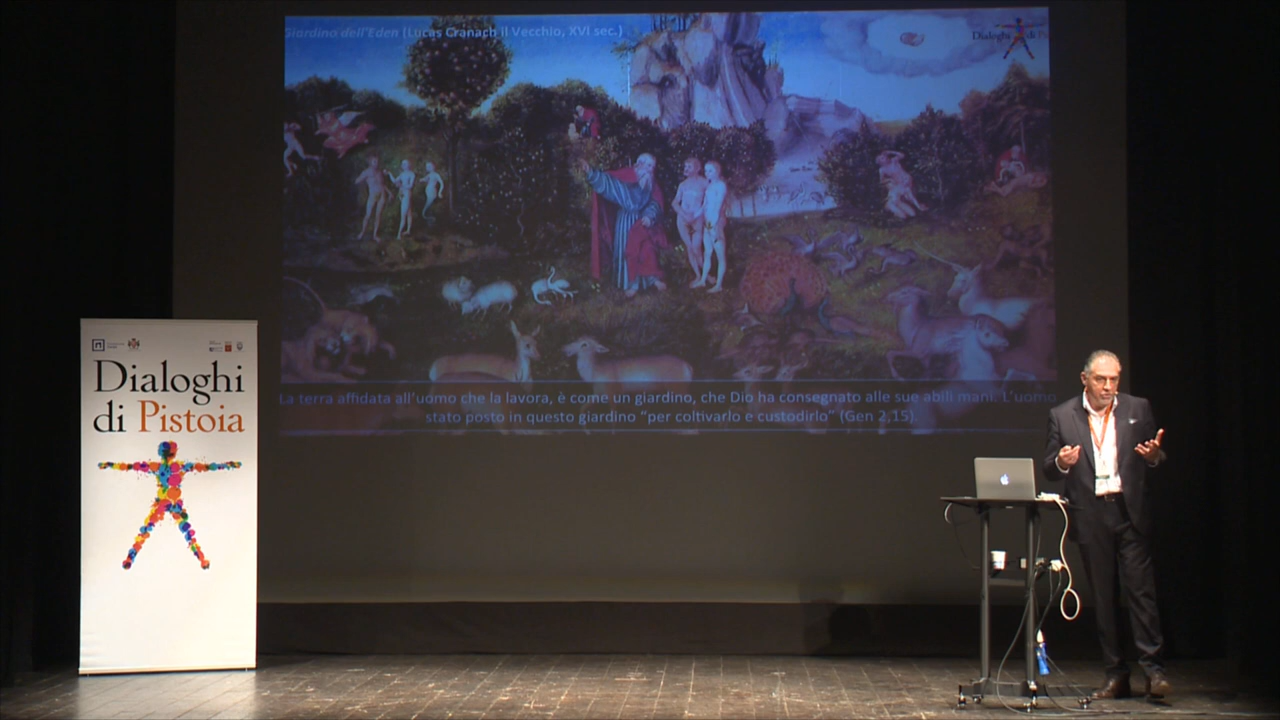 Giardino dell'Eden (Lucas Cranach il Vecchio, XVI sec.)
Dialoghi di Pis
La terra affidata all'uomo che la lavora, è come un giardino, che Dio ha consegnato alle sue abili mani. L'uomo
stato posto in questo giardino "per coltivarlo e custodirlo" (Gen 2,15).
Dialoghi
di Pistoia